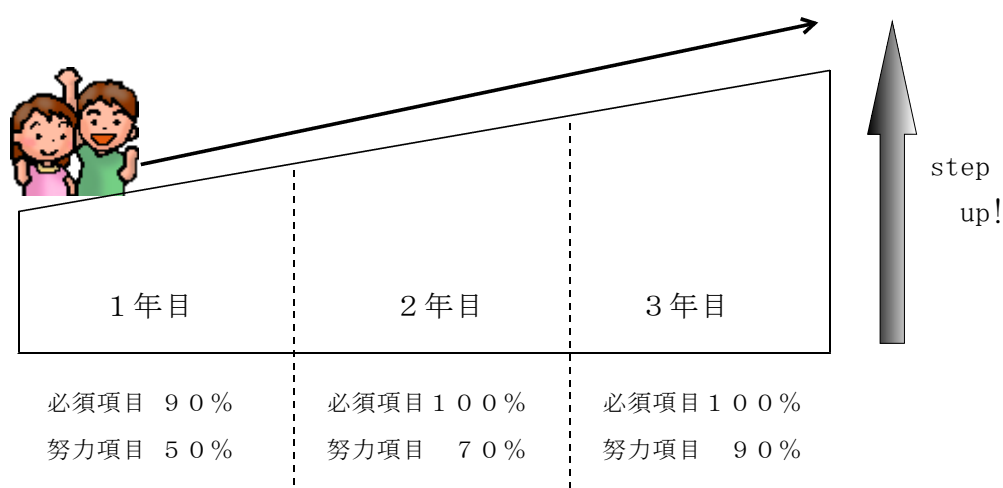 step
up!
１年目
２年目
３年目
必須項目 ９０％
努力項目 ５０％
必須項目１００％
努力項目　７０％
必須項目１００％
努力項目　９０％